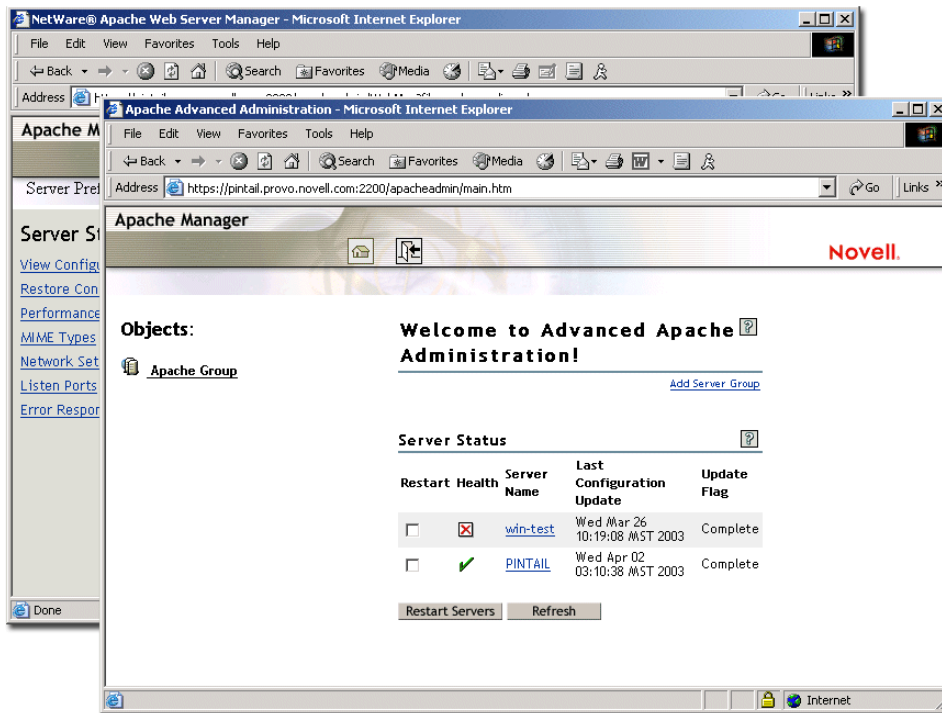 NetWare® Apache Web Server Manager - Microsoft Internet Explorer
File Edit View Favorites Tools Help
Back Search Favorites Media
Address
Apache M
Server Pref
Server St
View Configu
Restore Con
Performance
MIME Types
Network Set
Listen Ports
Error Respon
Done
Apache Advanced Administration - Microsoft Internet Explorer
File Edit View Favorites Tools Help
Back Search Favorites Media
Address https://pintail.provo.novell.com:2200/apacheadmin/main.htm Go Links »
Apache Manager
Novell.
Objects:
Apache Group
Welcome to Advanced Apache
Administration!
Add Server Group
Server Status
Restart Health Server Name Last Configuration Update Update Flag
win-test Wed Mar 26 10:19:08 MST 2003 Complete
PINTAIL Wed Apr 02 03:10:38 MST 2003 Complete
Restart Servers Refresh
Internet